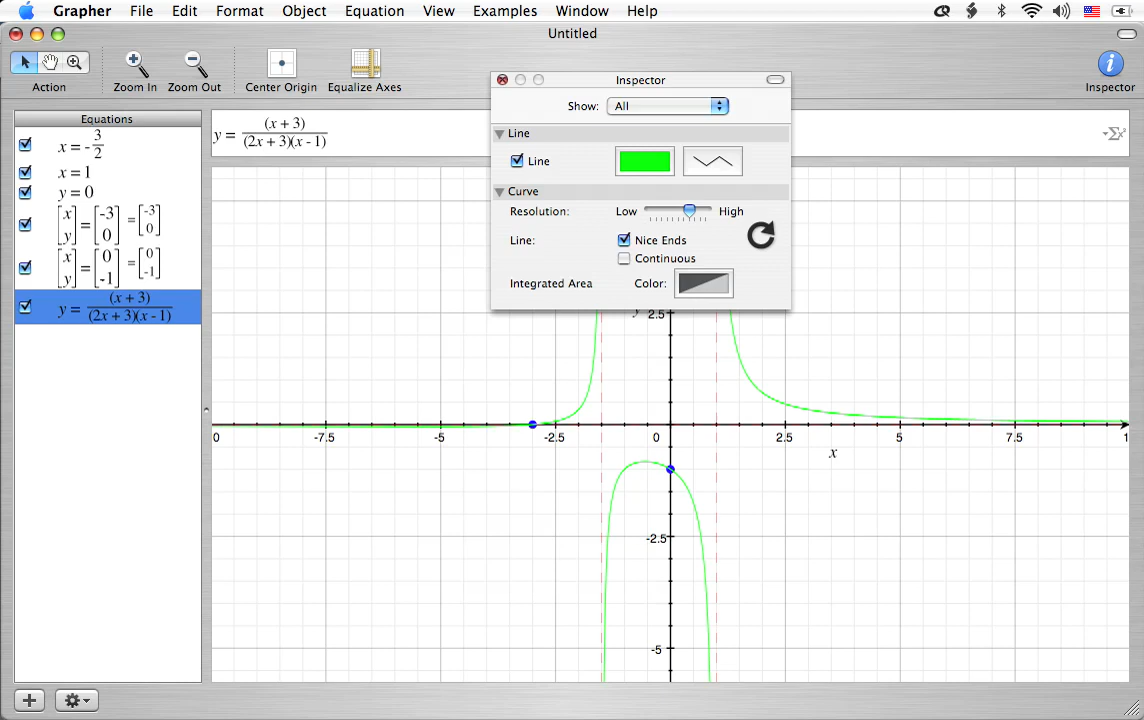 Grapher File Edit Format Object Equation View Examples Window Help
Untitled
Action Zoom In Zoom Out Center Origin Equalize Axes Inspector
Inspector
Show: All
Line
Line
Curve
Resolution: Low High
Line: Nice Ends
Continuous
Integrated Area Color:
Equations
x = -3/2
x = 1
y = 0
[x y] = [-3 0] = [-3 0]
[x y] = [0 -1] = [0 -1]
y = (x + 3)/(2x + 3)(x - 1)
y = (x + 3)/(2x + 3)(x - 1)
Σx²
y 2.5
0 -7.5 -5 -2.5 0 2.5 5 7.5 1
x
-2.5
-5